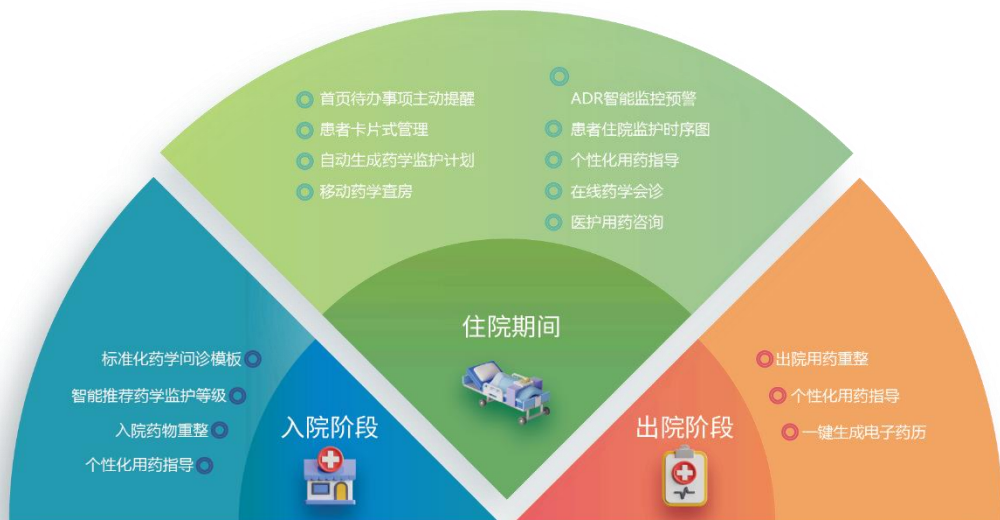 首页待办事项主动提醒
患者卡片式管理
自动生成药学监护计划
移动药学查房
ADR智能监控预警
患者住院监护时序图
个性化用药指导
在线药学会诊
医护用药咨询
住院期间
标准化药学问诊模板
智能推荐药学监护等级
入院药物重整
个性化用药指导
入院阶段
出院阶段
出院用药重整
个性化用药指导
一键生成电子药历